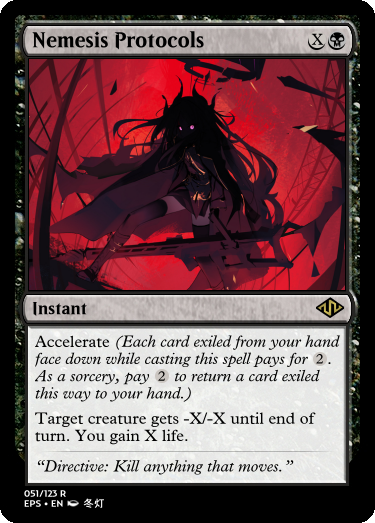 Nemesis Protocols
X
Instant
Accelerate (Each card exiled from your hand
face down while casting this spell pays for 2.
As a sorcery, pay 2 to return a card exiled
this way to your hand.)
Target creature gets -X/-X until end of
turn. You gain X life.
“Directive: Kill anything that moves.”
051/123 R
EPS • EN 冬灯